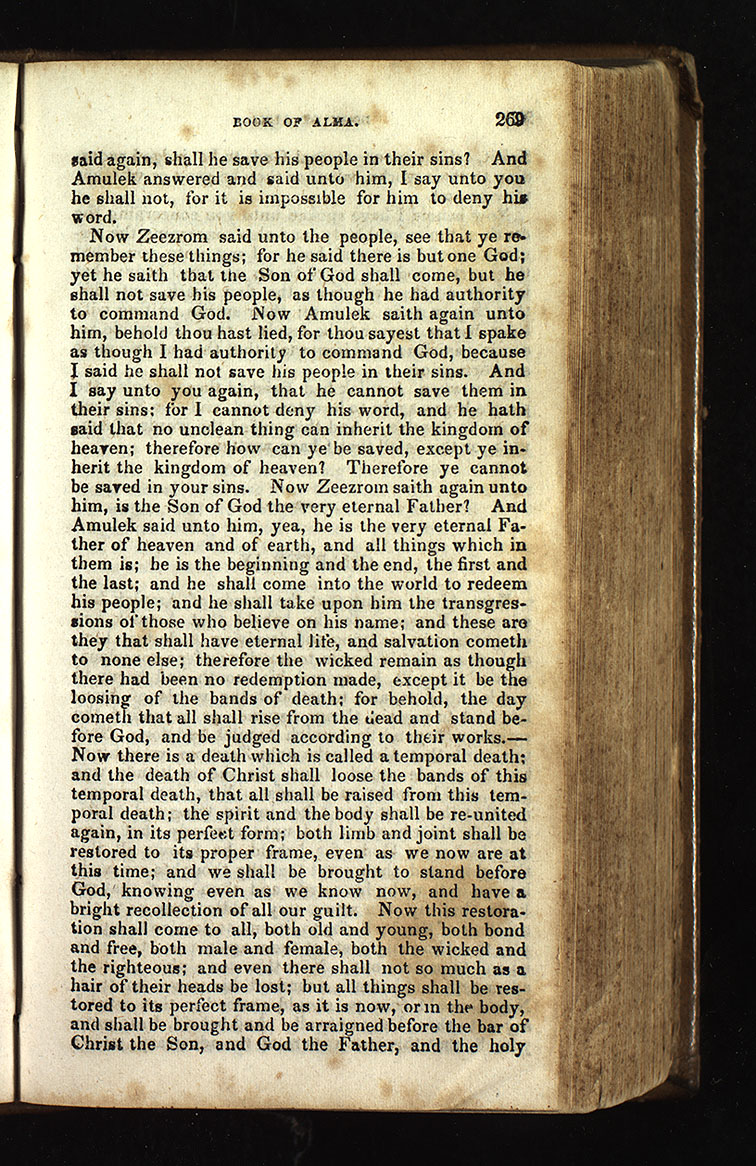 BOOK OF ALMA. 269
said again, shall he save his people in their sins? And
Amulek answered and said unto him, I say unto you
he shall not, for it is impossible for him to deny his
word.
Now Zeezrom said unto the people, see that ye re-
member these things; for he said there is but one God;
yet he saith that the Son of God shall come, but he
shall not save his people, as though he had authority
to command God. Now Amulek saith again unto
him, behold thou hast lied, for thou sayest that I spake
as though I had authority to command God, because
I said he shall not save his people in their sins. And
I say unto you again, that he cannot save them in
their sins: for I cannot deny his word, and he hath
said that no unclean thing can inherit the kingdom of
heaven; therefore how can ye be saved, except ye in-
herit the kingdom of heaven? Therefore ye cannot
be saved in your sins. Now Zeezrom saith again unto
him, is the Son of God the very eternal Father? And
Amulek said unto him, yea, he is the very eternal Fa-
ther of heaven and of earth, and all things which in
them is; he is the beginning and the end, the first and
the last; and he shall come into the world to redeem
his people; and he shall take upon him the transgres-
sions of those who believe on his name; and these are
they that shall have eternal life, and salvation cometh
to none else; therefore the wicked remain as though
there had been no redemption made, except it be the
loosing of the bands of death; for behold, the day
cometh that all shall rise from the dead and stand be-
fore God, and be judged according to their works.—
Now there is a death which is called a temporal death;
and the death of Christ shall loose the bands of this
temporal death, that all shall be raised from this tem-
poral death; the spirit and the body shall be re-united
again, in its perfect form; both limb and joint shall be
restored to its proper frame, even as we now are at
this time; and we shall be brought to stand before
God, knowing even as we know now, and have a
bright recollection of all our guilt. Now this restora-
tion shall come to all, both old and young, both bond
and free, both male and female, both the wicked and
the righteous; and even there shall not so much as a
hair of their heads be lost; but all things shall be res-
tored to its perfect frame, as it is now, or in the body,
and shall be brought and be arraigned before the bar of
Christ the Son, and God the Father, and the holy